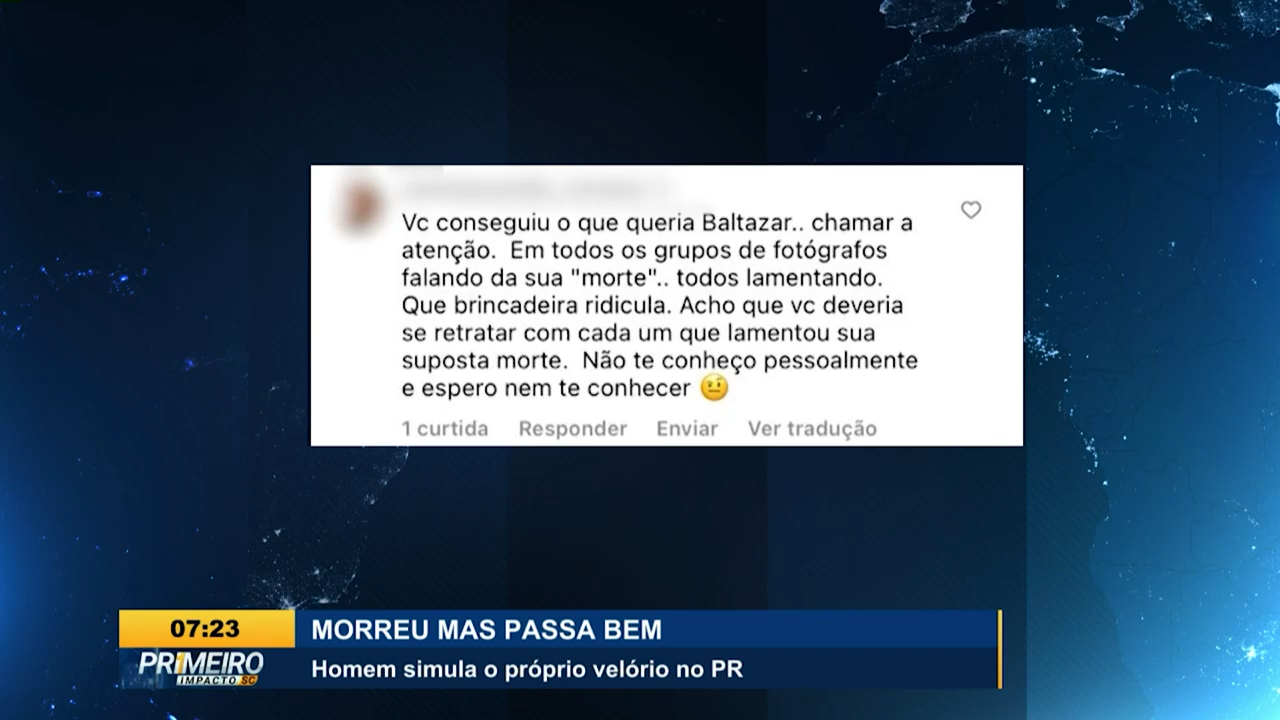 Vc conseguiu o que queria Baltazar.. chamar a
atenção.  Em todos os grupos de fotógrafos
falando da sua "morte".. todos lamentando.
Que brincadeira ridicula. Acho que vc deveria
se retratar com cada um que lamentou sua
suposta morte.  Não te conheço pessoalmente
e espero nem te conhecer 🤨
1 curtida Responder Enviar Ver tradução
07:23 MORREU MAS PASSA BEM
PR1MEIRO
IMPACTO SC
Homem simula o próprio velório no PR